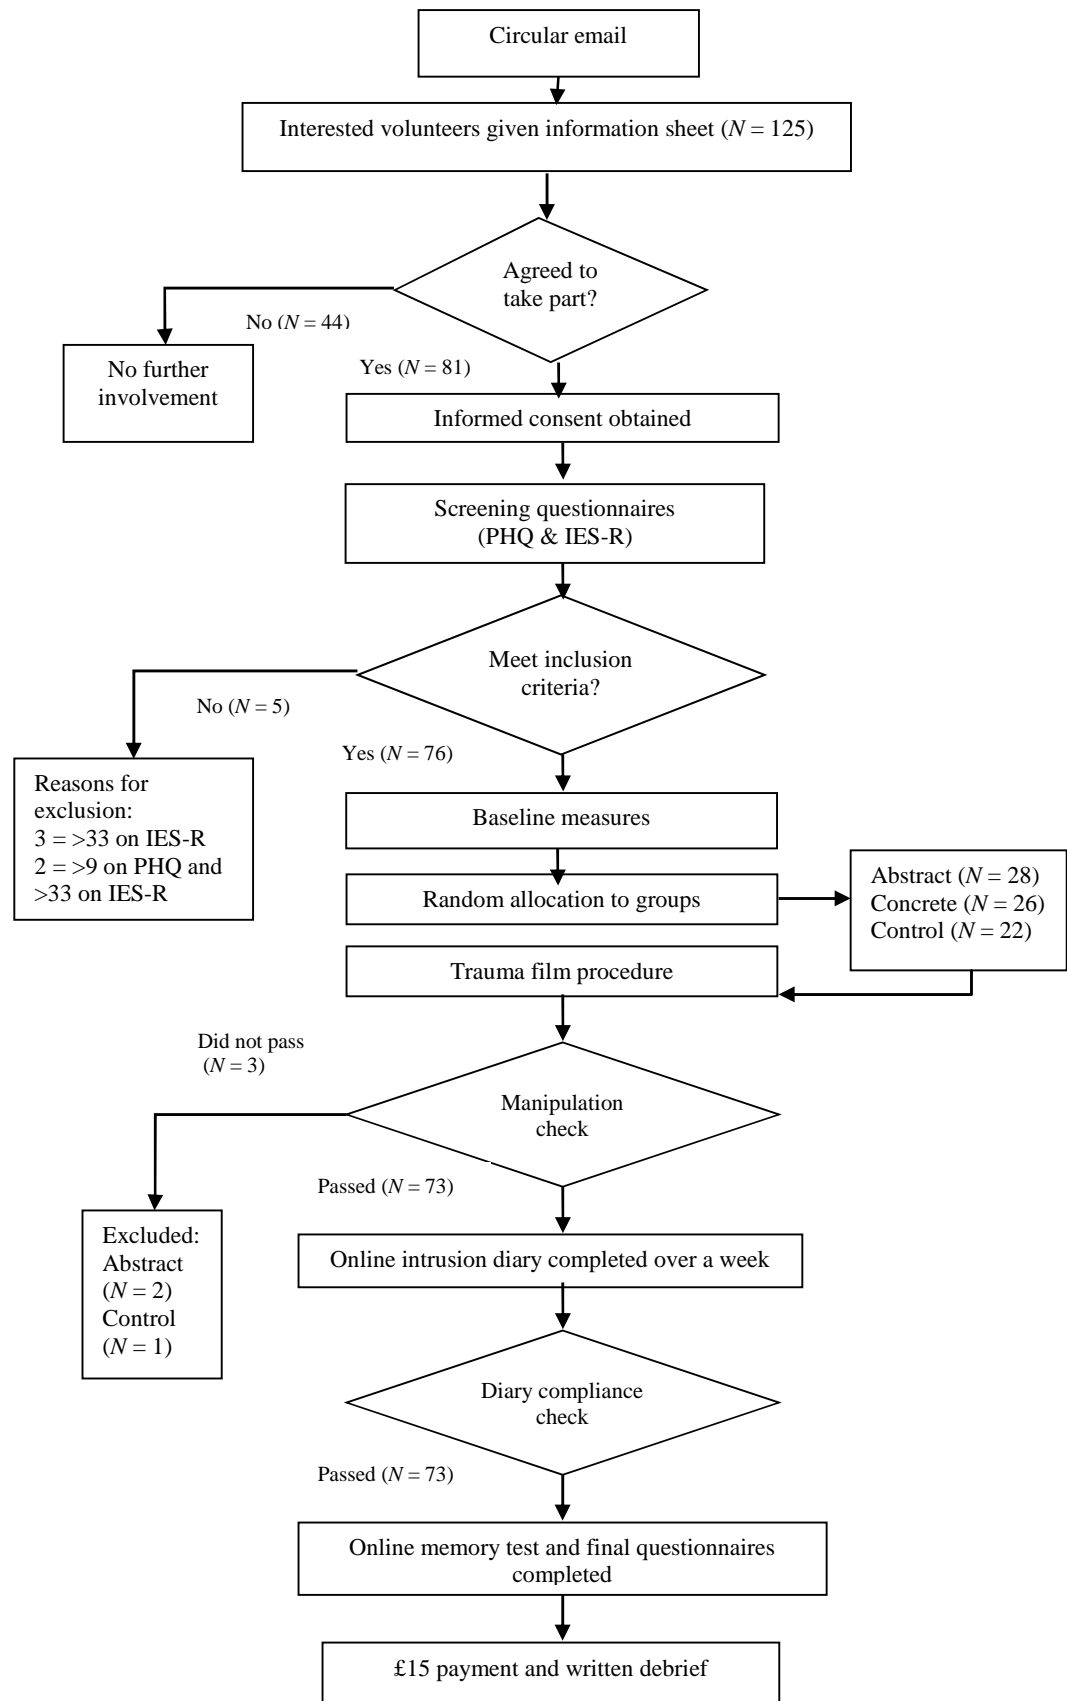 Circular email
Interested volunteers given information sheet (N = 125)
Agreed to
take part?
No (N = 44)
No further
involvement
Yes (N = 81)
Informed consent obtained
Screening questionnaires
(PHQ & IES-R)
Meet inclusion
criteria?
No (N = 5)
Yes (N = 76)
Reasons for
exclusion:
3 = >33 on IES-R
2 = >9 on PHQ and
>33 on IES-R
Baseline measures
Random allocation to groups
Abstract (N = 28)
Concrete (N = 26)
Control (N = 22)
Trauma film procedure
Did not pass
(N = 3)
Manipulation
check
Passed (N = 73)
Excluded:
Abstract
(N = 2)
Control
(N = 1)
Online intrusion diary completed over a week
Diary compliance
check
Passed (N = 73)
Online memory test and final questionnaires
completed
£15 payment and written debrief